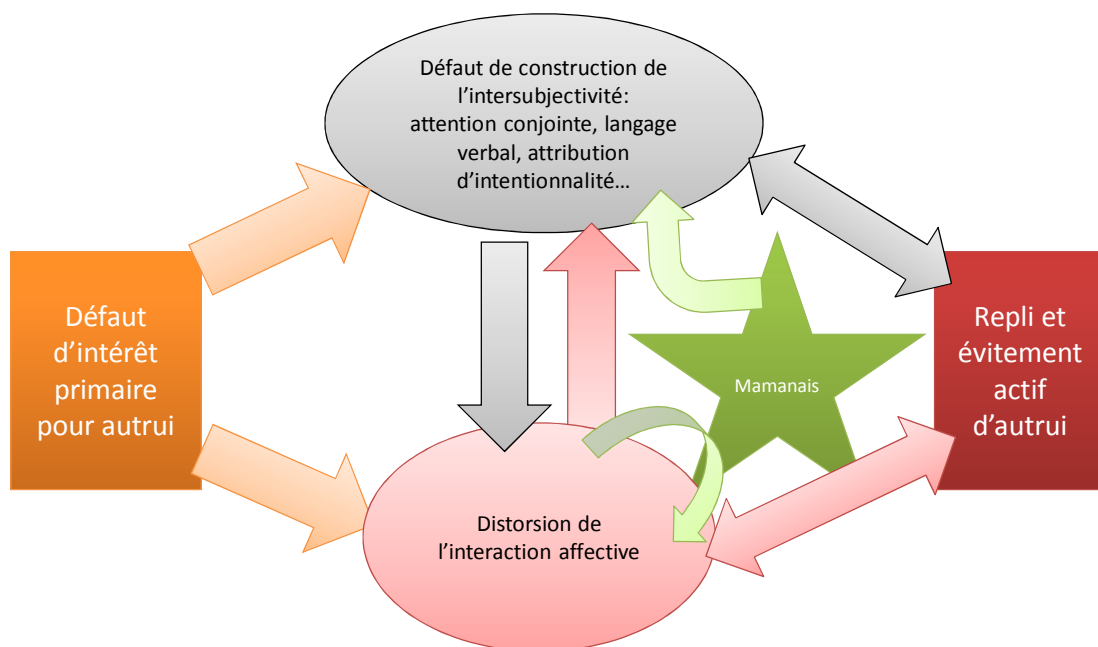 Défaut de construction de
l’intersubjectivité:
attention conjointe, langage
verbal, attribution
d’intentionnalité…
Défaut
d’intérêt
primaire
pour autrui
Mamanais
Repli et
évitement
actif
d’autrui
Distorsion de
l’interaction affective